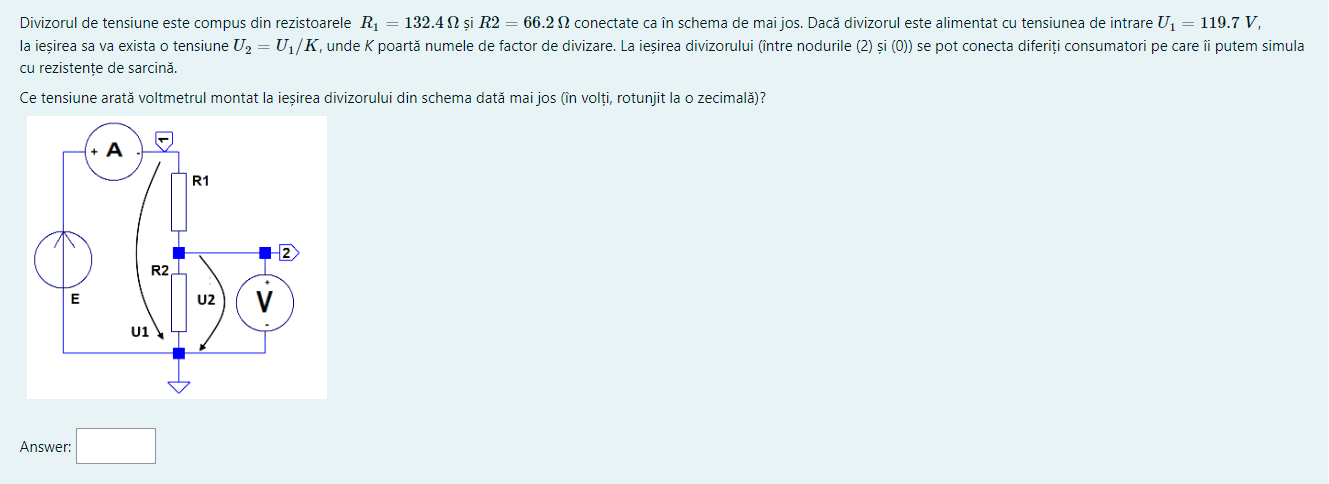 Divizorul de tensiune este compus din rezistoarele R₁ = 132.4 Ω și R2 = 66.2 Ω conectate ca în schema de mai jos. Dacă divizorul este alimentat cu tensiunea de intrare U₁ = 119.7 V,
la ieșirea sa va exista o tensiune U₂ = U₁/K, unde K poartă numele de factor de divizare. La ieșirea divizorului (între nodurile (2) și (0)) se pot conecta diferiți consumatori pe care îi putem simula
cu rezistențe de sarcină.
Ce tensiune arată voltmetrul montat la ieșirea divizorului din schema dată mai jos (în volți, rotunjit la o zecimală)?
+ A -
1
R1
2
R2
+
E
U2
V
-
U1
Answer: